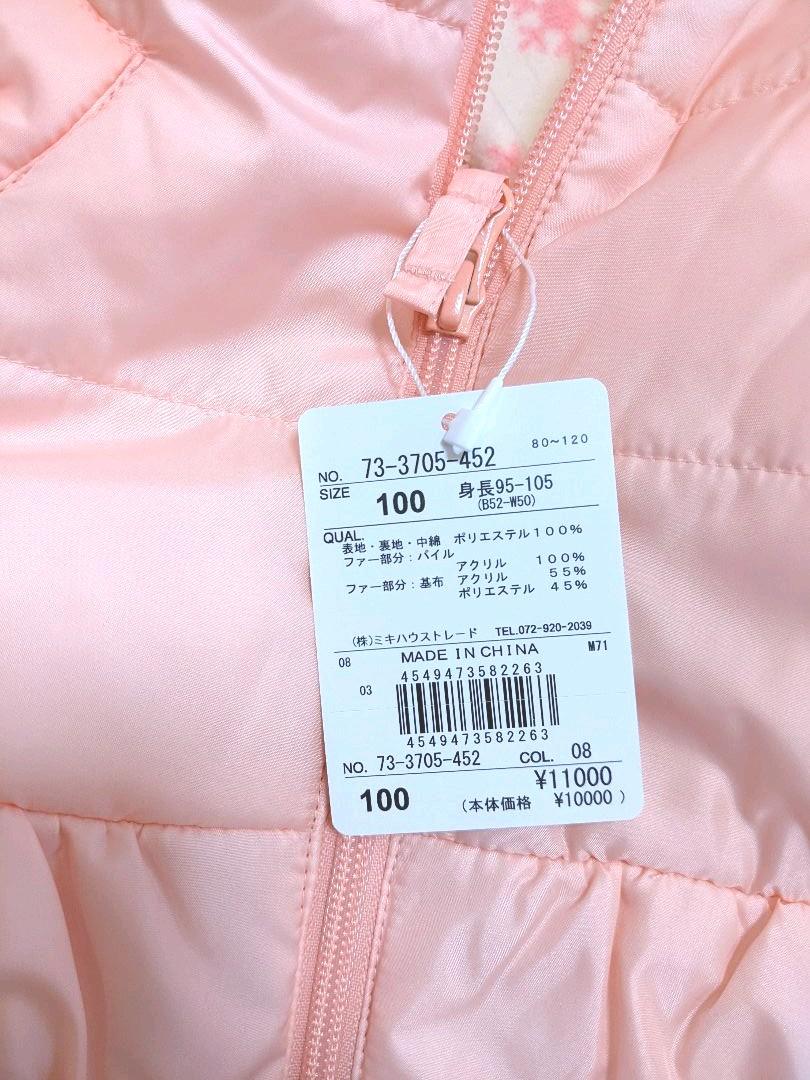 80~120
NO. 73-3705-452
SIZE 100 身長95-105
(B52-W50)
QUAL.
表地・裏地・中綿 ポリエステル100%
ファー部分:パイル
アクリル 100%
ファー部分:基布 アクリル 55%
ポリエステル 45%
(株)ミキハウストレード TEL.072-920-2039
08 MADE IN CHINA M71
4549473582263
03
4549473582263
NO. 73-3705-452 COL. 08
¥11000
100 (本体価格 ¥10000)